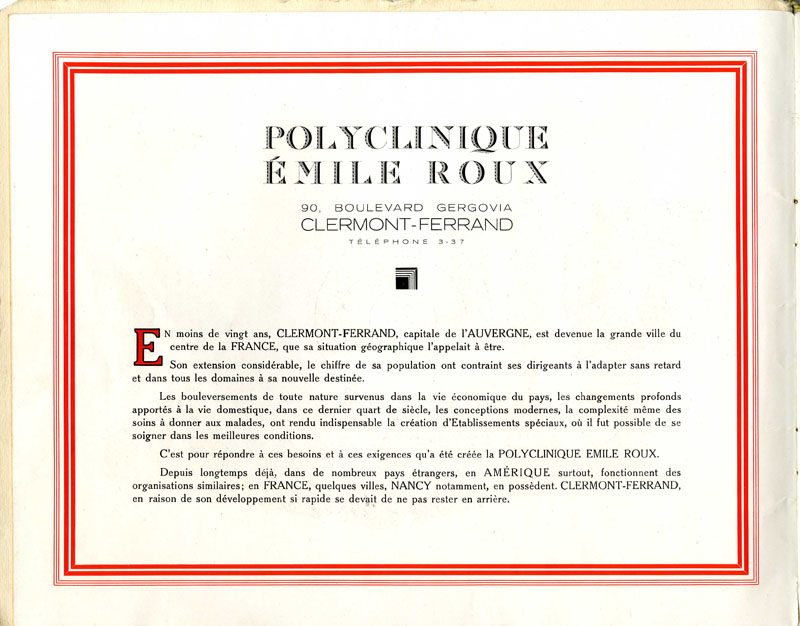 POLYCLINIQUE
ÉMILE ROUX
90, BOULEVARD GERGOVIA
CLERMONT-FERRAND
TÉLÉPHONE 3-37
EN moins de vingt ans, CLERMONT-FERRAND, capitale de l'AUVERGNE, est devenue la grande ville du
centre de la FRANCE, que sa situation géographique l'appelait à être.
Son extension considérable, le chiffre de sa population ont contraint ses dirigeants à l'adapter sans retard
et dans tous les domaines à sa nouvelle destinée.
Les bouleversements de toute nature survenus dans la vie économique du pays, les changements profonds
apportés à la vie domestique, dans ce dernier quart de siècle, les conceptions modernes, la complexité même des
soins à donner aux malades, ont rendu indispensable la création d'Etablissements spéciaux, où il fut possible de se
soigner dans les meilleures conditions.
C'est pour répondre à ces besoins et à ces exigences qu'a été créée la POLYCLINIQUE EMILE ROUX.
Depuis longtemps déjà, dans de nombreux pays étrangers, en AMÉRIQUE surtout, fonctionnent des
organisations similaires ; en FRANCE, quelques villes, NANCY notamment, en possèdent. CLERMONT-FERRAND,
en raison de son développement si rapide se devait de ne pas rester en arrière.